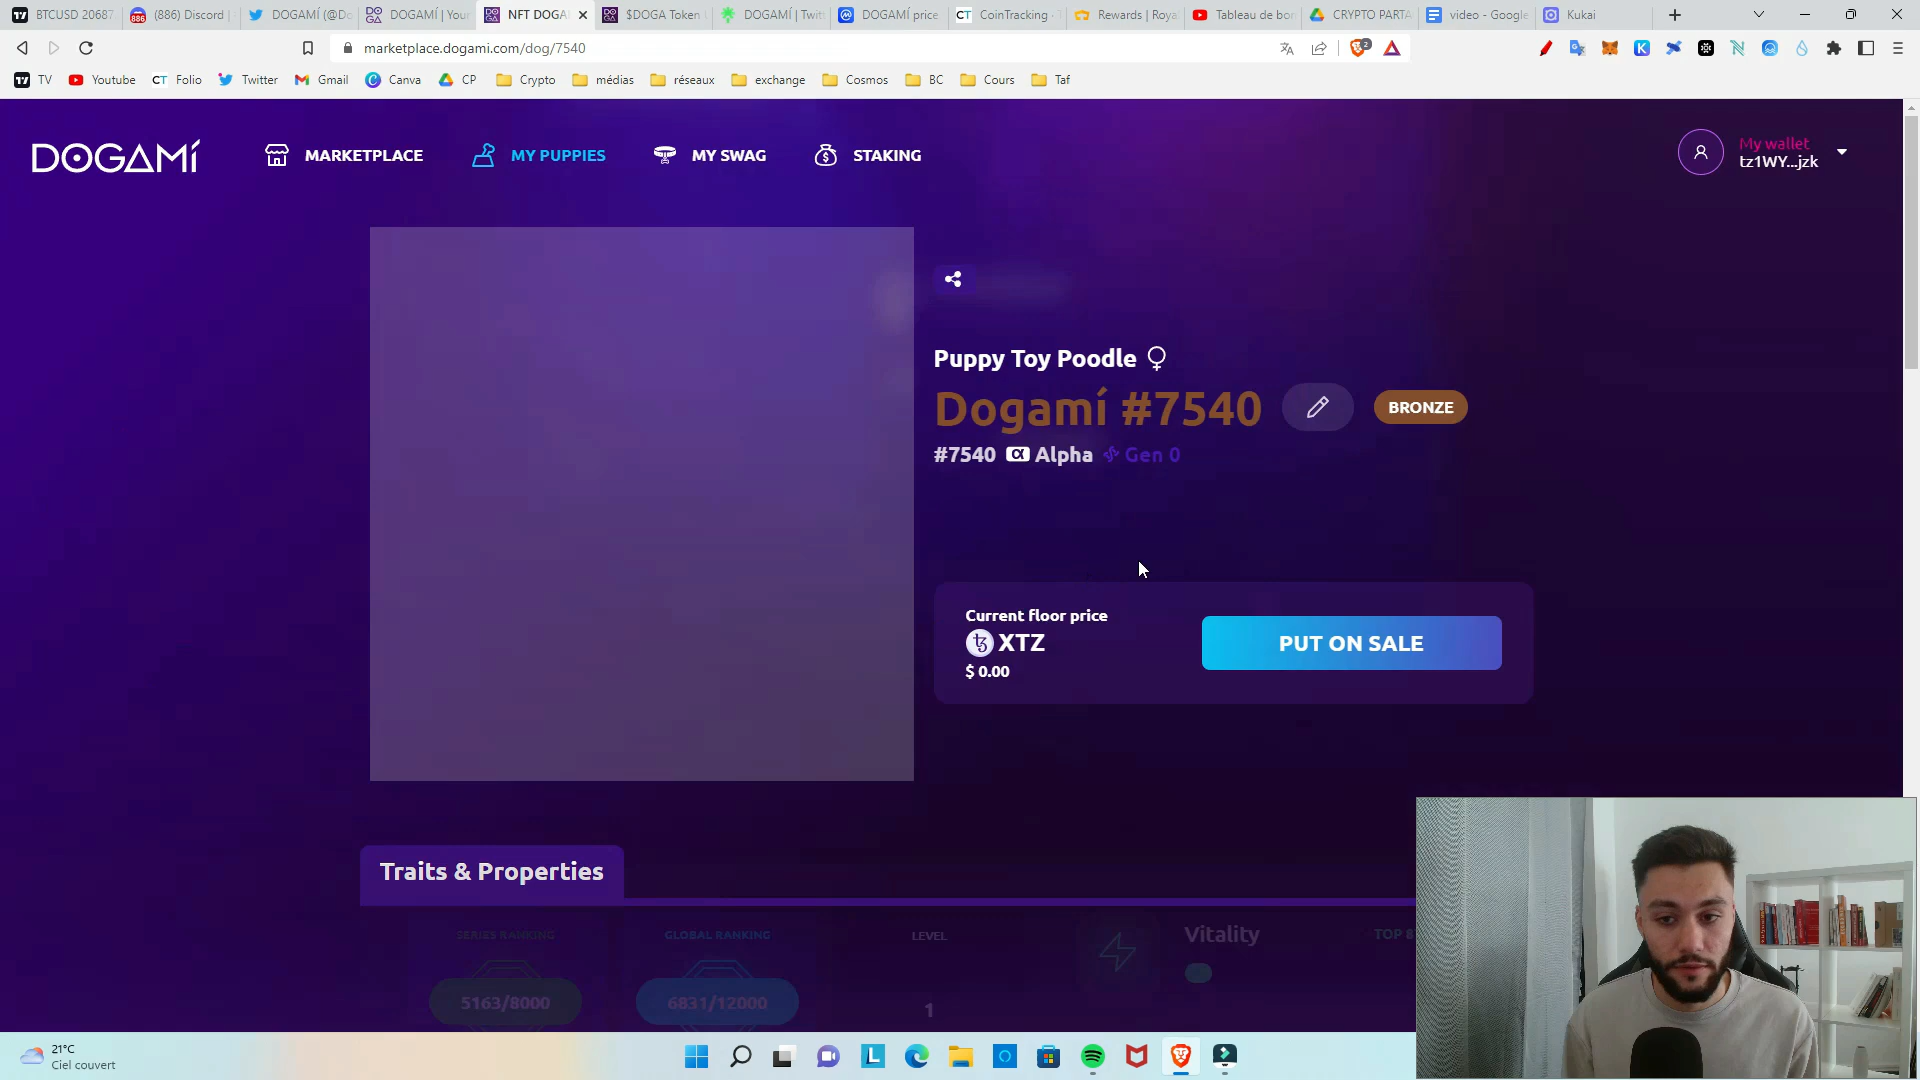 BTCUSD 20687
(886) Discord |
DOGAMÍ (@Do
DOGAMÍ | Your
NFT DOGA
$DOGA Token
DOGAMÍ | Twit
DOGAMÍ price
CoinTracking -
Rewards | Roya
Tableau de bor
CRYPTO PARTA
video - Google
Kukai
marketplace.dogami.com/dog/7540
2
TV
Youtube
CT Folio
Twitter
Gmail
Canva
CP
Crypto
médias
réseaux
exchange
Cosmos
BC
Cours
Taf
DOGAMÍ
MARKETPLACE
MY PUPPIES
MY SWAG
STAKING
My wallet
tz1WY...jzk
Puppy Toy Poodle ♀
Dogamí #7540
BRONZE
#7540 α Alpha Gen 0
Current floor price
XTZ
$ 0.00
PUT ON SALE
Traits & Properties
SERIES RANKING
5163/8000
GLOBAL RANKING
6831/12000
LEVEL
1
Vitality
TOP 8
21°C
Ciel couvert